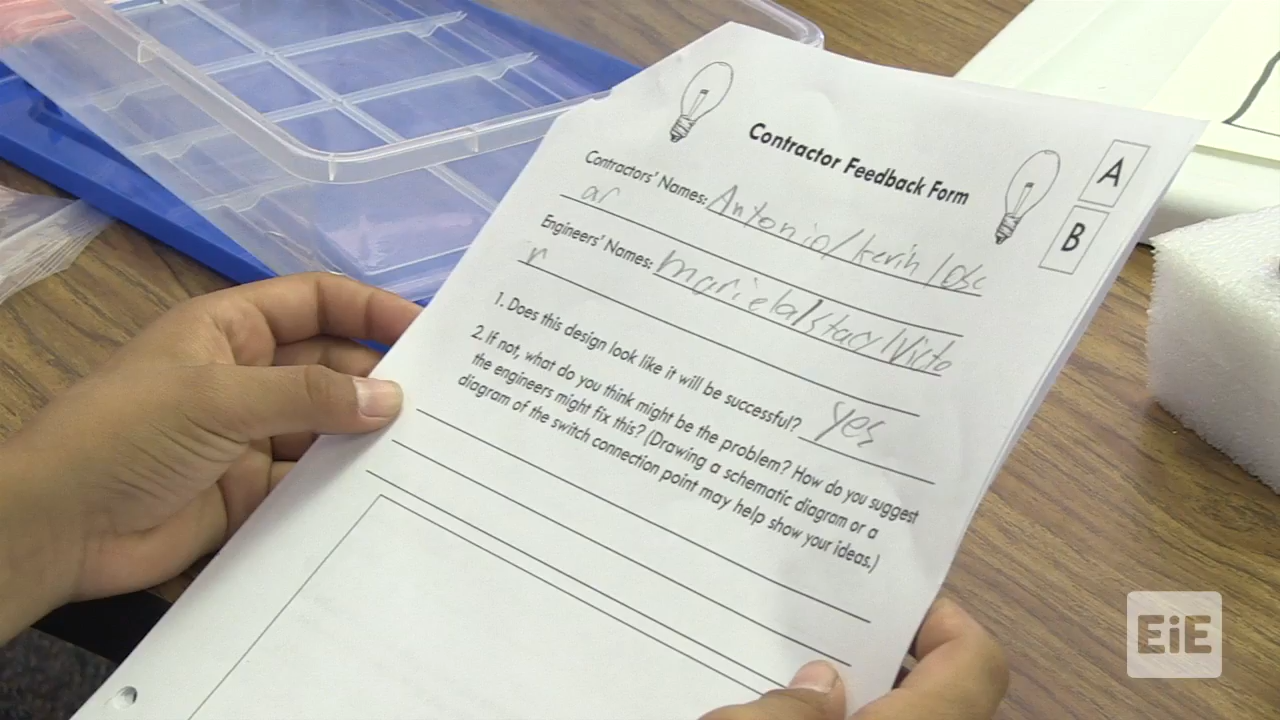 Contractor Feedback Form
A
B
Contractors' Names: Antonio/Kevin/Osc
ar
Engineers' Names: Mariela/Stacy/Victo
r
1. Does this design look like it will be successful? yes
2. If not, what do you think might be the problem? How do you suggest
the engineers might fix this? (Drawing a schematic diagram or a
diagram of the switch connection point may help show your ideas.)
EiE